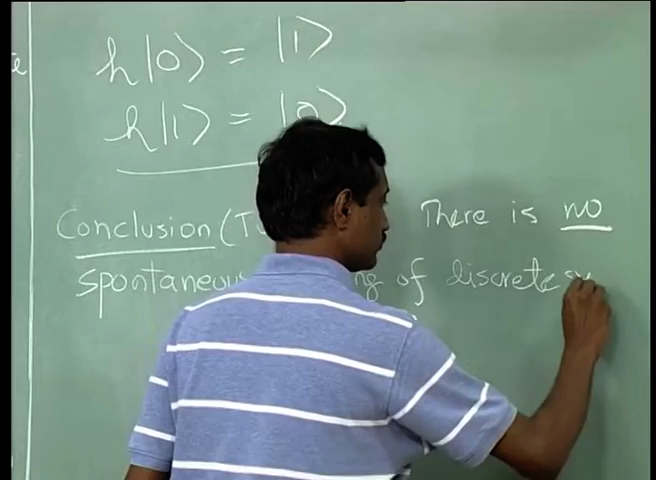 e
h|0> = |1>
h|1> = |0>
Conclusion ( There is no
spontaneous of discrete